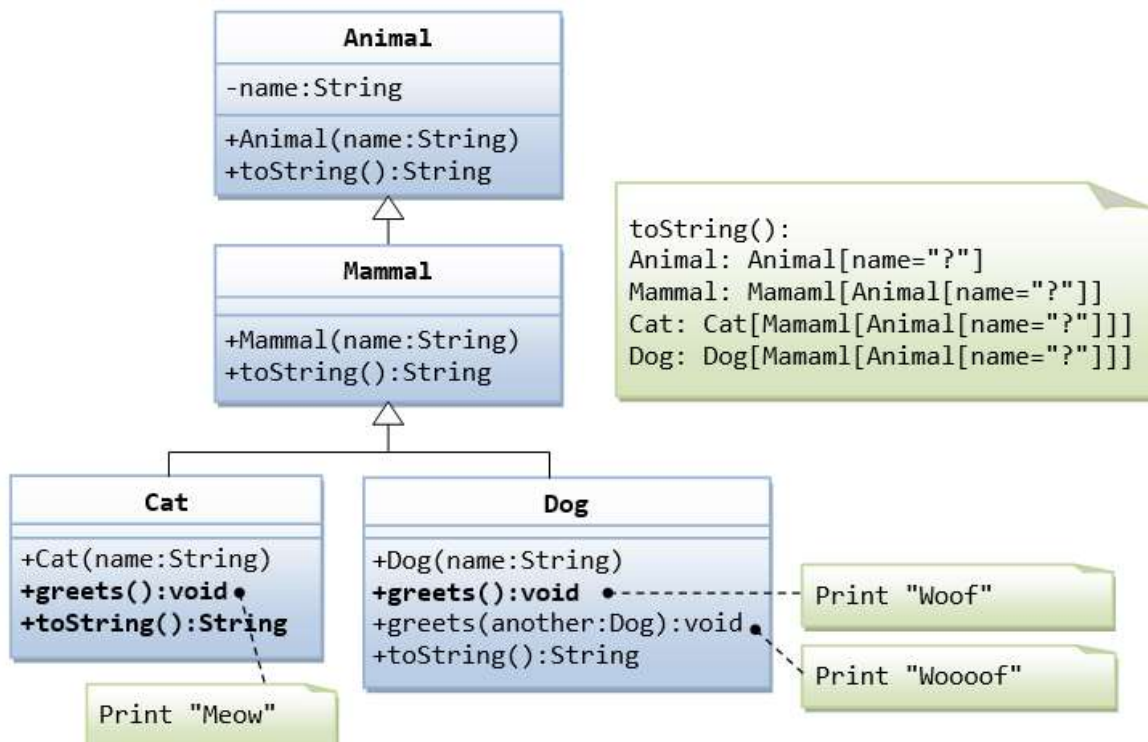 Animal
-name:String
+Animal(name:String)
+toString():String
toString():
Animal: Animal[name="?"]
Mammal: Mamaml[Animal[name="?"]]
Cat: Cat[Mamaml[Animal[name="?"]]]
Dog: Dog[Mamaml[Animal[name="?"]]]
Mammal
+Mammal(name:String)
+toString():String
Cat
+Cat(name:String)
+greets():void
+toString():String
Print "Meow"
Dog
+Dog(name:String)
+greets():void
+greets(another:Dog):void
+toString():String
Print "Woof"
Print "Woooof"